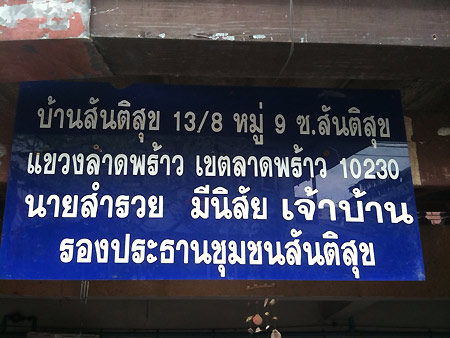 บ้านสันติสุข 13/8 หมู่ 9 ซ.สันติสุข
แขวงลาดพร้าว เขตลาดพร้าว 10230
นายสำรวย มีนิสัย เจ้าบ้าน
รองประธานชุมชนสันติสุข